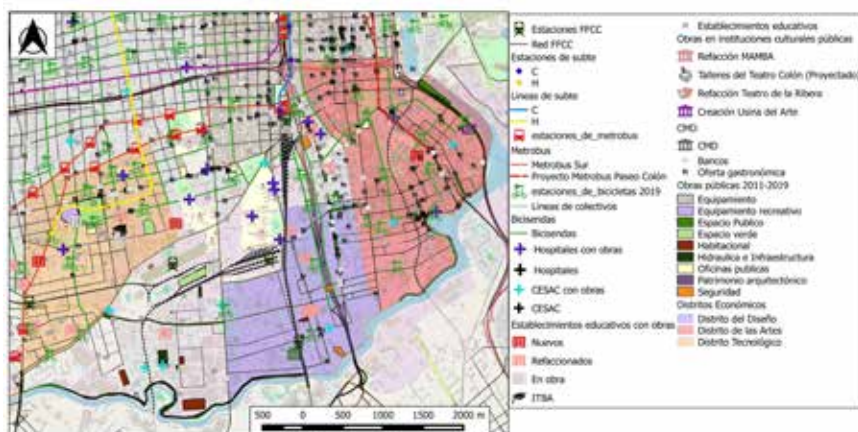 Estaciones FFCC
Red FFCC
Estaciones de subte
C
H
Líneas de subte
C
H
estaciones_de_metrobus
Metrobus
Metrobus Sur
Proyecto Metrobus Paseo Colón
estaciones_de_bicicletas 2019
Líneas de colectivos
Bicisendas
Bicisendas
Hospitales con obras
Hospitales
CESAC con obras
CESAC
Establecimientos educativos con obras
Nuevos
Refaccionados
En obra
ITBA
Establecimientos educativos
Obras en instituciones culturales públicas
Refacción MAMBA
Talleres del Teatro Colón (Proyectado)
Refacción Teatro de la Ribera
Creación Usina del Arte
CMD
CMD
Bancos
Oferta gastronómica
Obras públicas 2011-2019
Equipamiento
Equipamiento recreativo
Espacio Publico
Espacio verde
Habitacional
Hidraulica e Infraestructura
Oficinas publicas
Patrimonio arquitectónico
Seguridad
Distritos Económicos
Distrito del Diseño
Distrito de las Artes
Distrito Tecnológico
500 0 500 1000 1500 2000 m